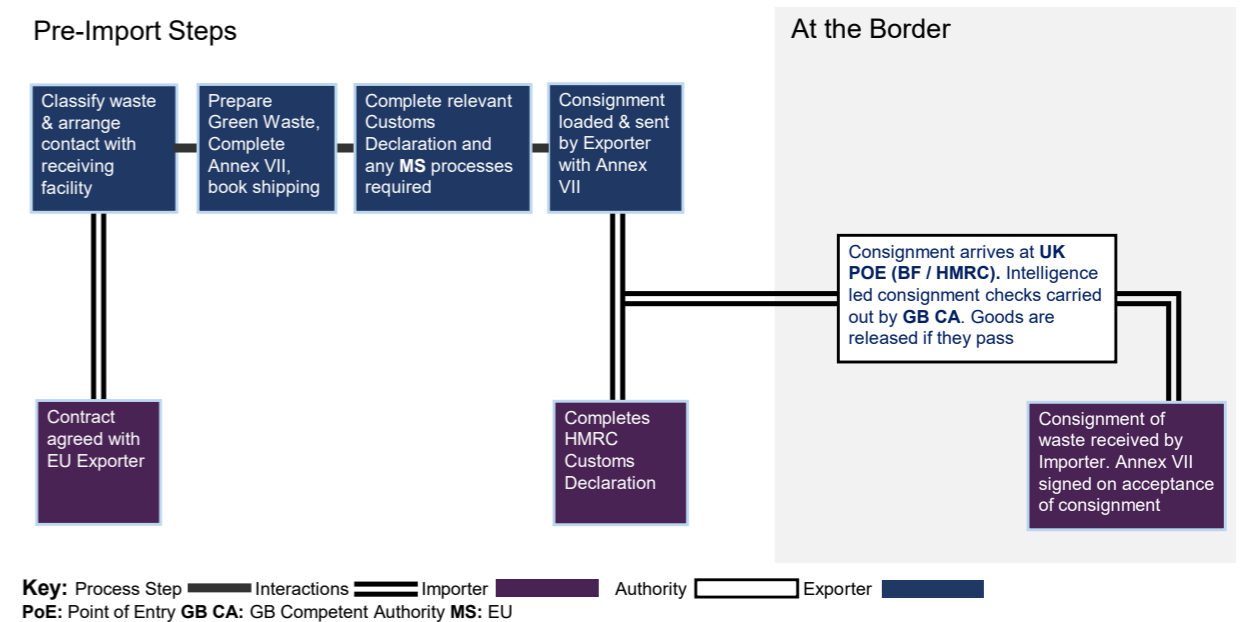 Pre-Import Steps
At the Border
Classify waste
& arrange
contact with
receiving
facility
Prepare
Green Waste,
Complete
Annex VII,
book shipping
Complete relevant
Customs
Declaration and
any MS processes
required
Consignment
loaded & sent
by Exporter
with Annex
VII
Consignment arrives at UK
POE (BF / HMRC). Intelligence
led consignment checks carried
out by GB CA. Goods are
released if they pass
Contract
agreed with
EU Exporter
Completes
HMRC
Customs
Declaration
Consignment of
waste received by
Importer. Annex VII
signed on acceptance
of consignment
Key: Process Step Interactions Importer Authority Exporter
PoE: Point of Entry GB CA: GB Competent Authority MS: EU